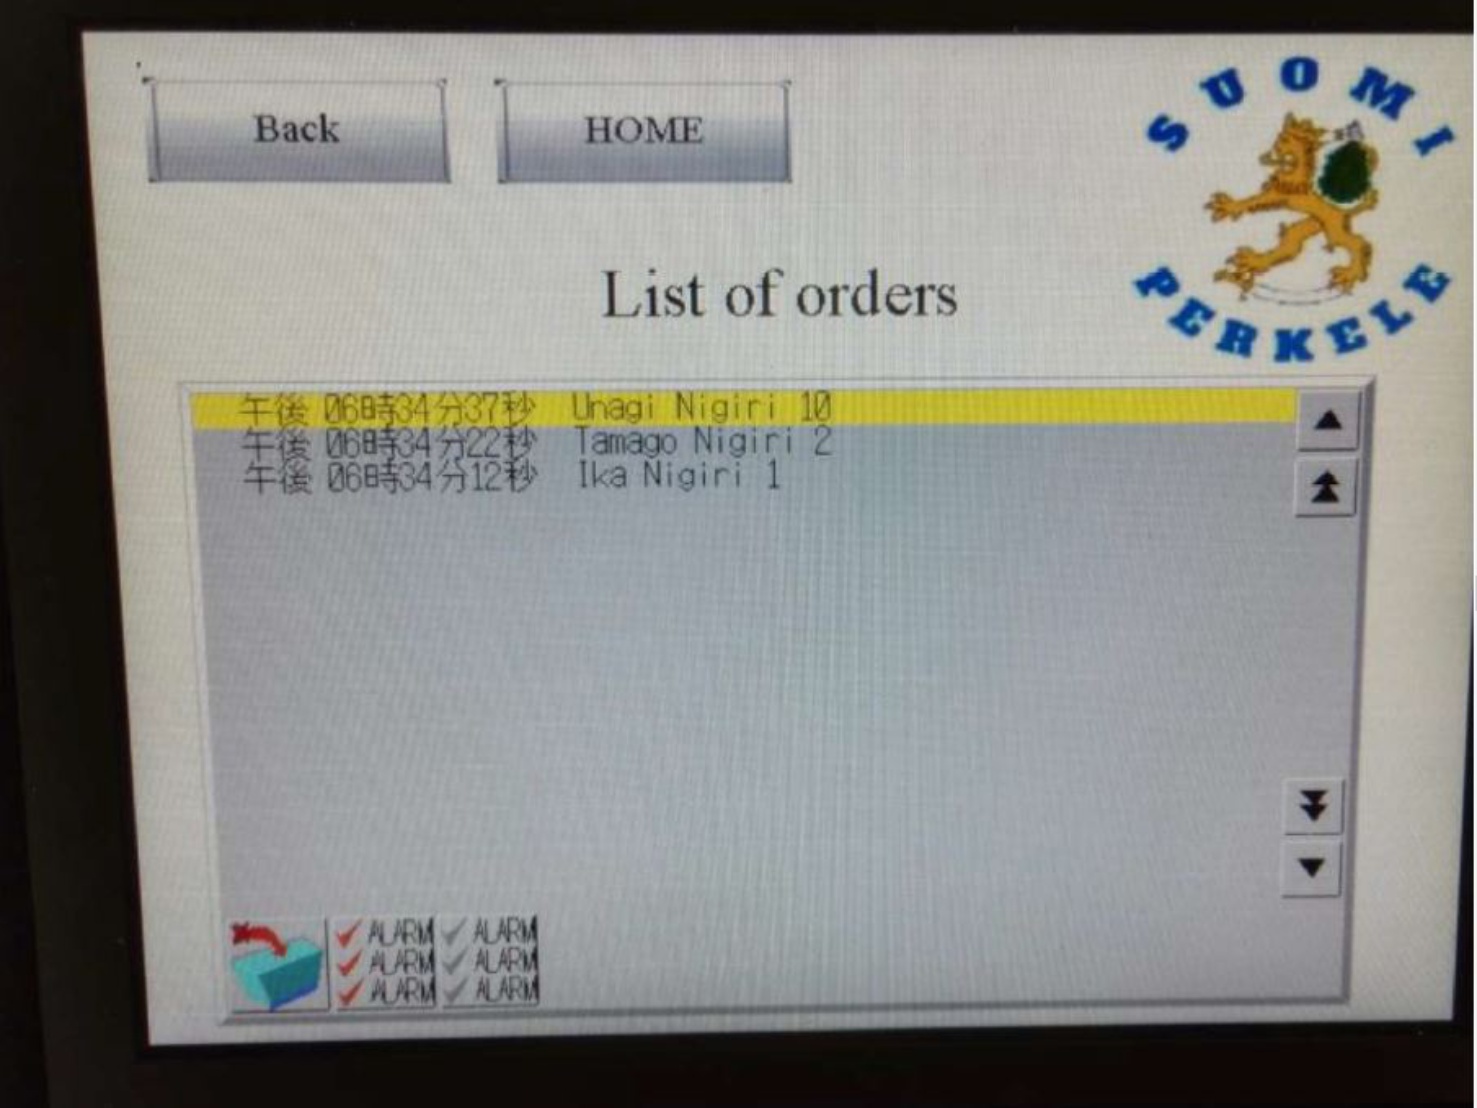 Back
HOME
SUOMI
PERKELE
List of orders
午後 06時34分37秒 Unagi Nigiri 10
午後 06時34分22秒 Tamago Nigiri 2
午後 06時34分12秒 Ika Nigiri 1
ALARM ALARM
ALARM ALARM
ALARM ALARM